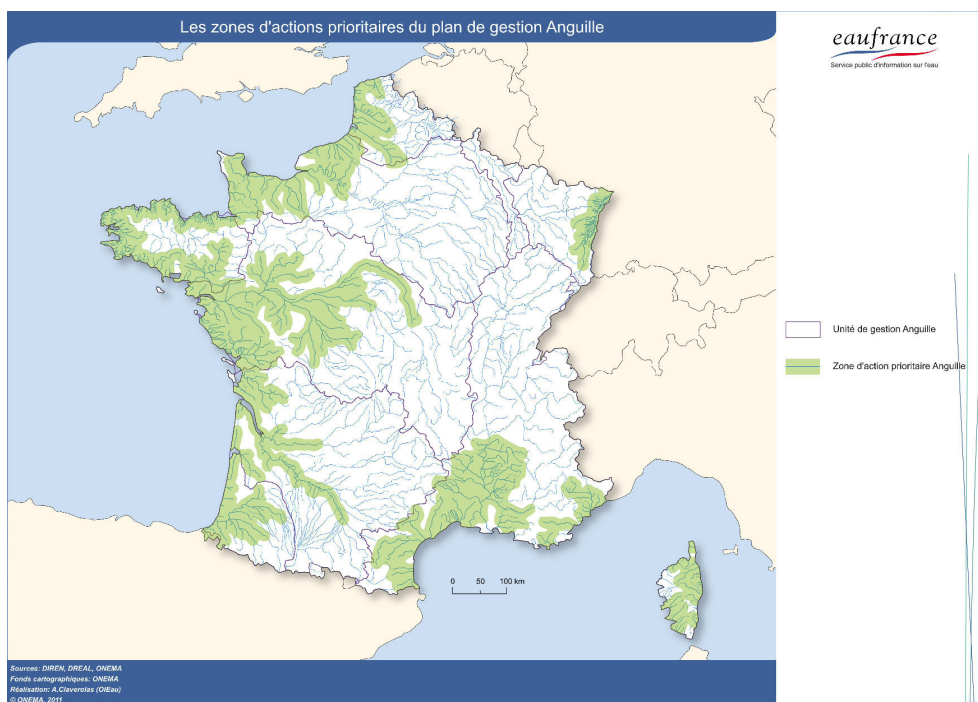 Les zones d'actions prioritaires du plan de gestion Anguille
eaufrance
Service public d'information sur l'eau
Unité de gestion Anguille
Zone d'action prioritaire Anguille
0 50 100 km
Sources: DIREN, DREAL, ONEMA
Fonds cartographiques: ONEMA
Réalisation: A.Claverolas (OIEau)
© ONEMA, 2011